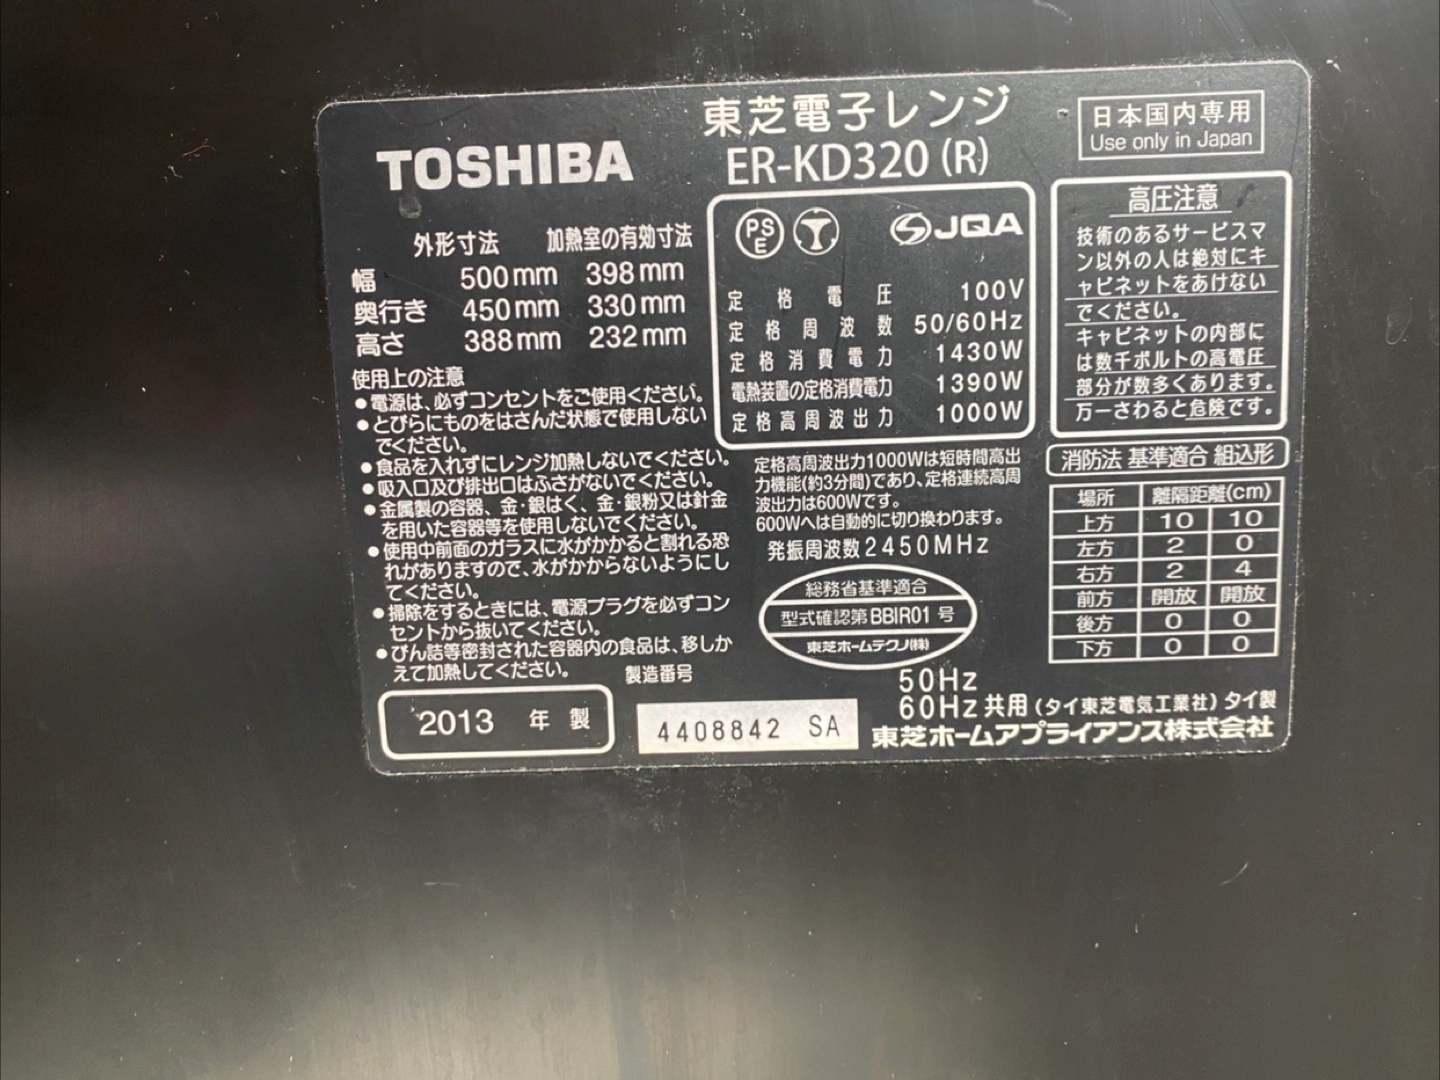 東芝電子レンジ
TOSHIBA
ER-KD320 (R)
日本国内専用
Use only in Japan
外形寸法 加熱室の有効寸法
幅 500mm 398mm
奥行き 450mm 330mm
高さ 388mm 232mm
使用上の注意
●電源は、必ずコンセントをご使用ください。
●とびらにものをはさんだ状態で使用しない
でください。
●食品を入れずにレンジ加熱しないでください。
●吸入口及び排出口はふさがないでください。
●金属製の容器、金・銀はく、金・銀粉又は針金
を用いた容器等を使用しないでください。
●使用中前面のガラスに水がかかると割れる恐
れがありますので、水がかからないようにし
てください。
●掃除をするときには、電源プラグを必ずコン
セントから抜いてください。
●びん詰等密封された容器内の食品は、移しか
えて加熱してください。
2013 年 製
製造番号
4408842 SA
PS
E
JQA
定格電圧 100V
定格周波数 50/60Hz
定格消費電力 1430W
電熱装置の定格消費電力 1390W
定格高周波出力 1000W
定格高周波出力1000Wは短時間高出
力機能(約3分間)であり、定格連続高周
波出力は600Wです。
600Wへは自動的に切り換わります。
発振周波数2450MHz
総務省基準適合
型式確認第BBIR01号
東芝ホームテクノ(株)
50Hz
60Hz共用(タイ東芝電気工業社)タイ製
東芝ホームアプライアンス株式会社
高圧注意
技術のあるサービスマ
ン以外の人は絶対にキ
ャビネットをあけない
でください。
キャビネットの内部に
は数千ボルトの高電圧
部分が数多くあります。
万一さわると危険です。
消防法 基準適合 組込形
場所 離隔距離(cm)
上方 10 10
左方 2 0
右方 2 4
前方 開放 開放
後方 0 0
下方 0 0